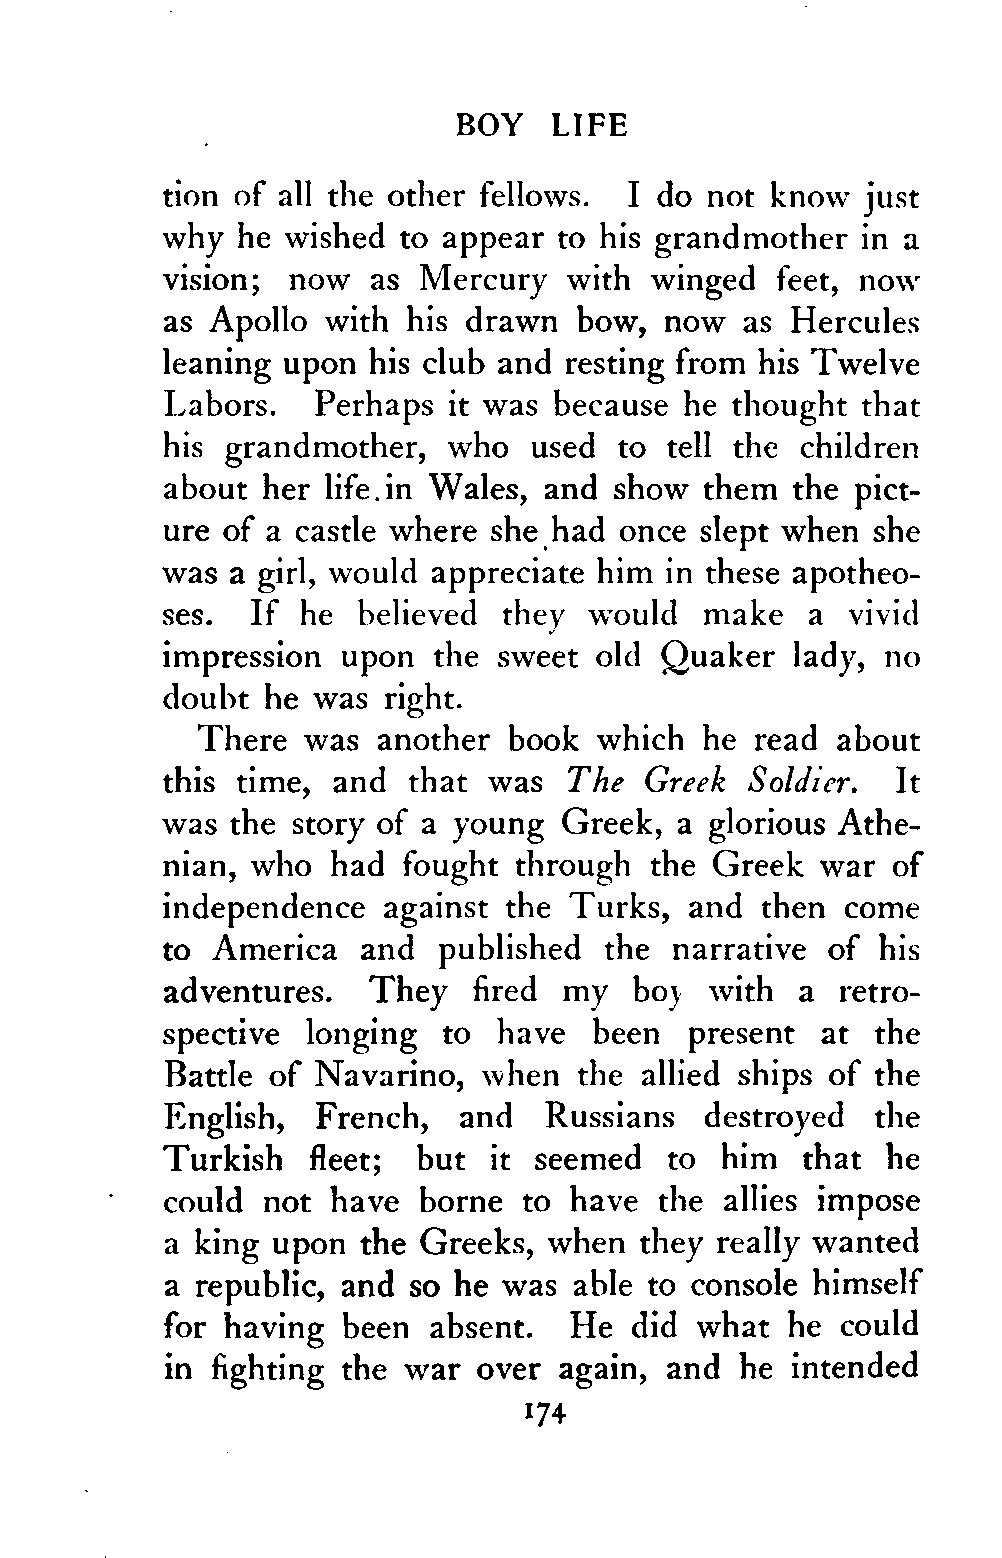 BOY LIFE
tion of all the other fellows. I do not know just
why he wished to appear to his grandmother in a
vision; now as Mercury with winged feet, now
as Apollo with his drawn bow, now as Hercules
leaning upon his club and resting from his Twelve
Labors. Perhaps it was because he thought that
his grandmother, who used to tell the children
about her life in Wales, and show them the pict-
ure of a castle where she had once slept when she
was a girl, would appreciate him in these apotheo-
ses. If he believed they would make a vivid
impression upon the sweet old Quaker lady, no
doubt he was right.
There was another book which he read about
this time, and that was The Greek Soldier. It
was the story of a young Greek, a glorious Athe-
nian, who had fought through the Greek war of
independence against the Turks, and then come
to America and published the narrative of his
adventures. They fired my boy with a retro-
spective longing to have been present at the
Battle of Navarino, when the allied ships of the
English, French, and Russians destroyed the
Turkish fleet; but it seemed to him that he
could not have borne to have the allies impose
a king upon the Greeks, when they really wanted
a republic, and so he was able to console himself
for having been absent. He did what he could
in fighting the war over again, and he intended
174